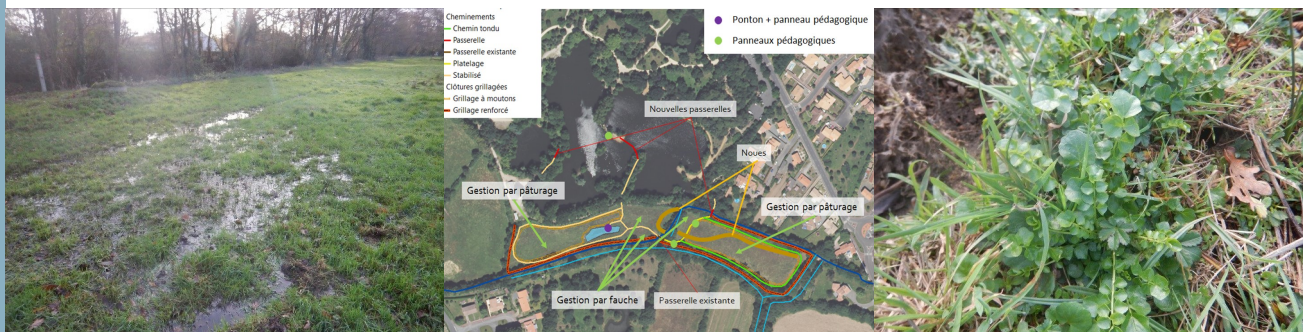 Cheminements
Chemin tondu
Passerelle
Passerelle existante
Platelage
Stabilisé
Clôtures grillagées
Grillage à moutons
Grillage renforcé
Ponton + panneau pédagogique
Panneaux pédagogiques
Nouvelles passerelles
Noues
Gestion par pâturage
Gestion par pâturage
Gestion par fauche
Passerelle existante